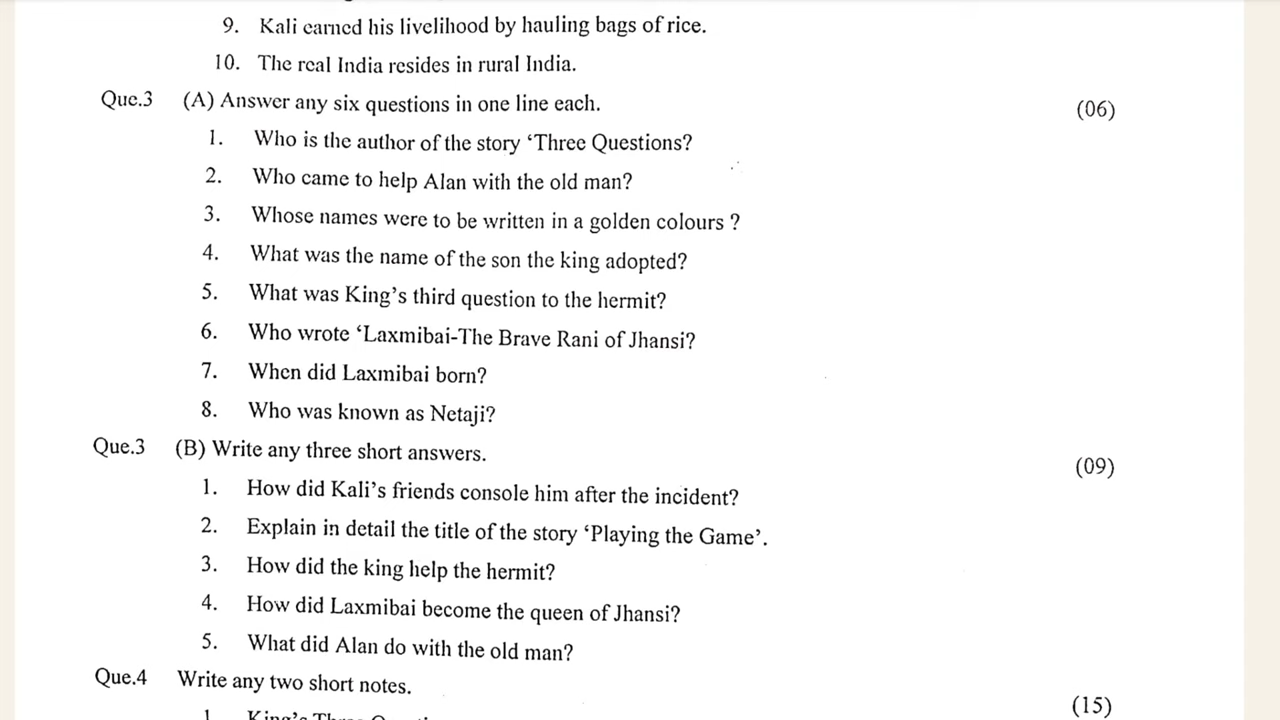 9. Kali earned his livelihood by hauling bags of rice.
10. The real India resides in rural India.
Que.3 (A) Answer any six questions in one line each. (06)
1. Who is the author of the story ‘Three Questions?
2. Who came to help Alan with the old man?
3. Whose names were to be written in a golden colours ?
4. What was the name of the son the king adopted?
5. What was King’s third question to the hermit?
6. Who wrote ‘Laxmibai-The Brave Rani of Jhansi?
7. When did Laxmibai born?
8. Who was known as Netaji?
Que.3 (B) Write any three short answers. (09)
1. How did Kali’s friends console him after the incident?
2. Explain in detail the title of the story ‘Playing the Game’.
3. How did the king help the hermit?
4. How did Laxmibai become the queen of Jhansi?
5. What did Alan do with the old man?
Que.4 Write any two short notes. (15)
1. King’s Three